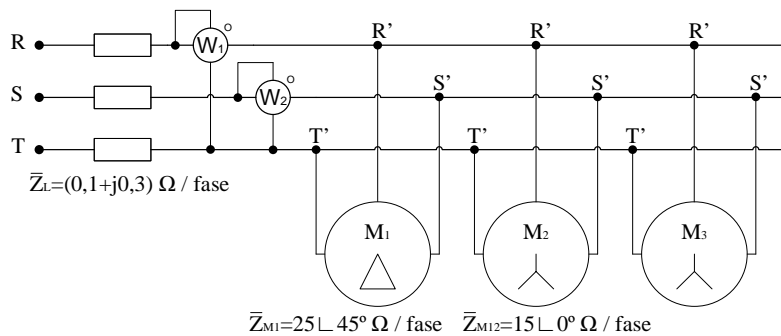 R
W1
o
R’
R’
R’
S
W2
o
S’
S’
S’
T
T’
T’
T’
Z̅L=(0,1+j0,3) Ω / fase
M1
M2
M3
Z̅M1=25∟45º Ω / fase
Z̅M12=15∟0º Ω / fase